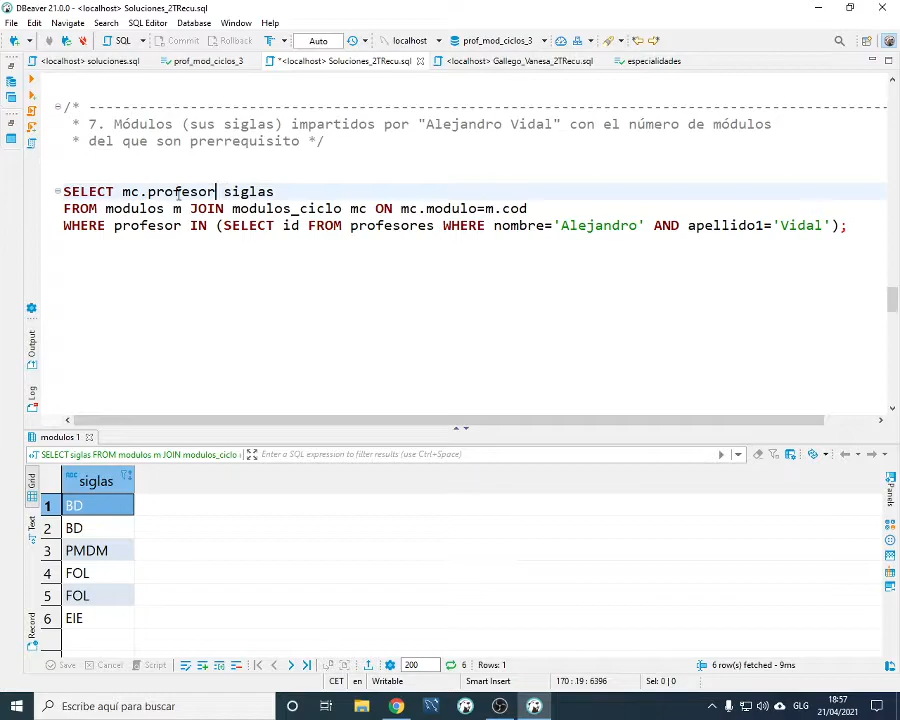 DBeaver 21.0.0 - <localhost> Soluciones_2TRecu.sql
File Edit Navigate Search SQL Editor Database Window Help
SQL Commit Rollback Auto localhost prof_mod_ciclos_3
<localhost> soluciones.sql prof_mod_ciclos_3 *<localhost> Soluciones_2TRecu.sql <localhost> Gallego_Vanesa_2TRecu.sql especialidades
/* ----------------------------------------------------------------------------------------------
* 7. Módulos (sus siglas) impartidos por "Alejandro Vidal" con el número de módulos
* del que son prerrequisito */
SELECT mc.profesor siglas
FROM modulos m JOIN modulos_ciclo mc ON mc.modulo=m.cod
WHERE profesor IN (SELECT id FROM profesores WHERE nombre='Alejandro' AND apellido1='Vidal');
Output
Log
modulos 1
SELECT siglas FROM modulos m JOIN modulos_ciclo Enter a SQL expression to filter results (use Ctrl+Space)
Grid
Text
Record
Panels
abc siglas
1 BD
2 BD
3 PMDM
4 FOL
5 FOL
6 EIE
Save Cancel Script 200 6 Rows: 1 6 row(s) fetched - 9ms
CET en Writable Smart Insert 170 : 19 : 6396 Sel: 0 | 0
Escribe aquí para buscar GLG 18:57
21/04/2021